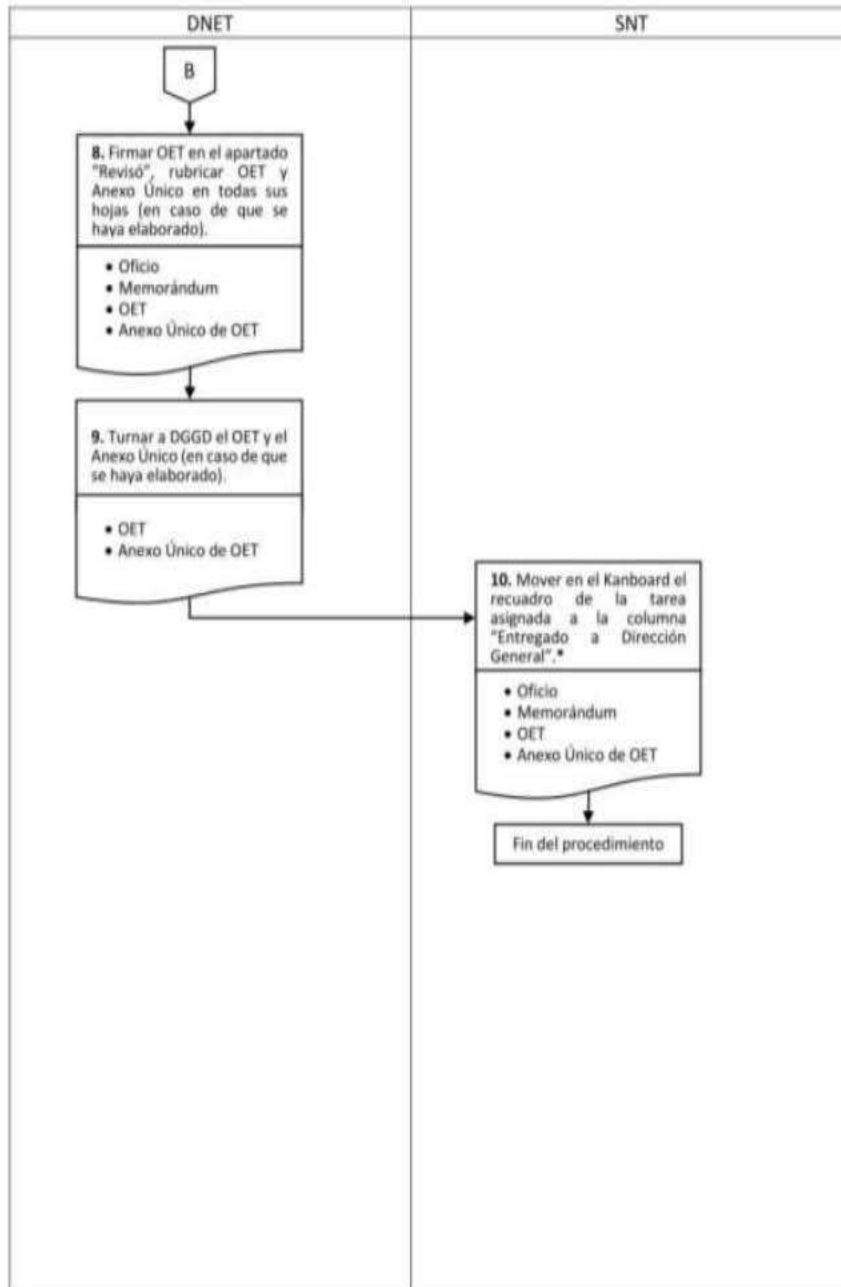 DNET
SNT
B
8. Firmar OET en el apartado
"Revisó", rubricar OET y
Anexo Único en todas sus
hojas (en caso de que se
haya elaborado).
• Oficio
• Memorándum
• OET
• Anexo Único de OET
9. Turnar a DGGD el OET y el
Anexo Único (en caso de que
se haya elaborado).
• OET
• Anexo Único de OET
10. Mover en el Kanboard el
recuadro de la tarea
asignada a la columna
"Entregado a Dirección
General".*
• Oficio
• Memorándum
• OET
• Anexo Único de OET
Fin del procedimiento